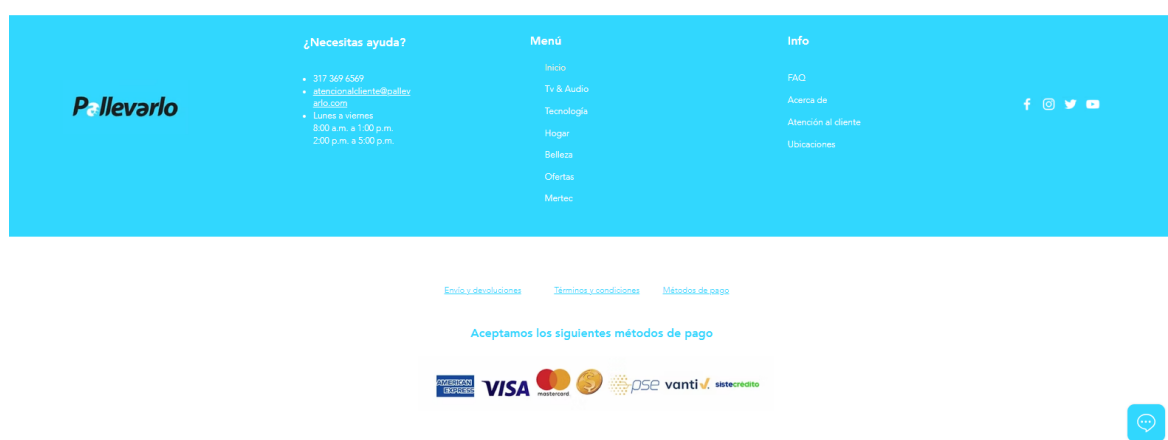 Pallevarlo
¿Necesitas ayuda?
317 369 6569
atencionalcliente@pallev
arlo.com
Lunes a viernes
8:00 a.m. a 1:00 p.m.
2:00 p.m. a 5:00 p.m.
Menú
Inicio
Tv & Audio
Tecnología
Hogar
Belleza
Ofertas
Mertec
Info
FAQ
Acerca de
Atención al cliente
Ubicaciones
Envío y devoluciones Términos y condiciones Métodos de pago
Aceptamos los siguientes métodos de pago
AMERICAN
EXPRESS
VISA
mastercard
$
pse
vanti
sistecrédito